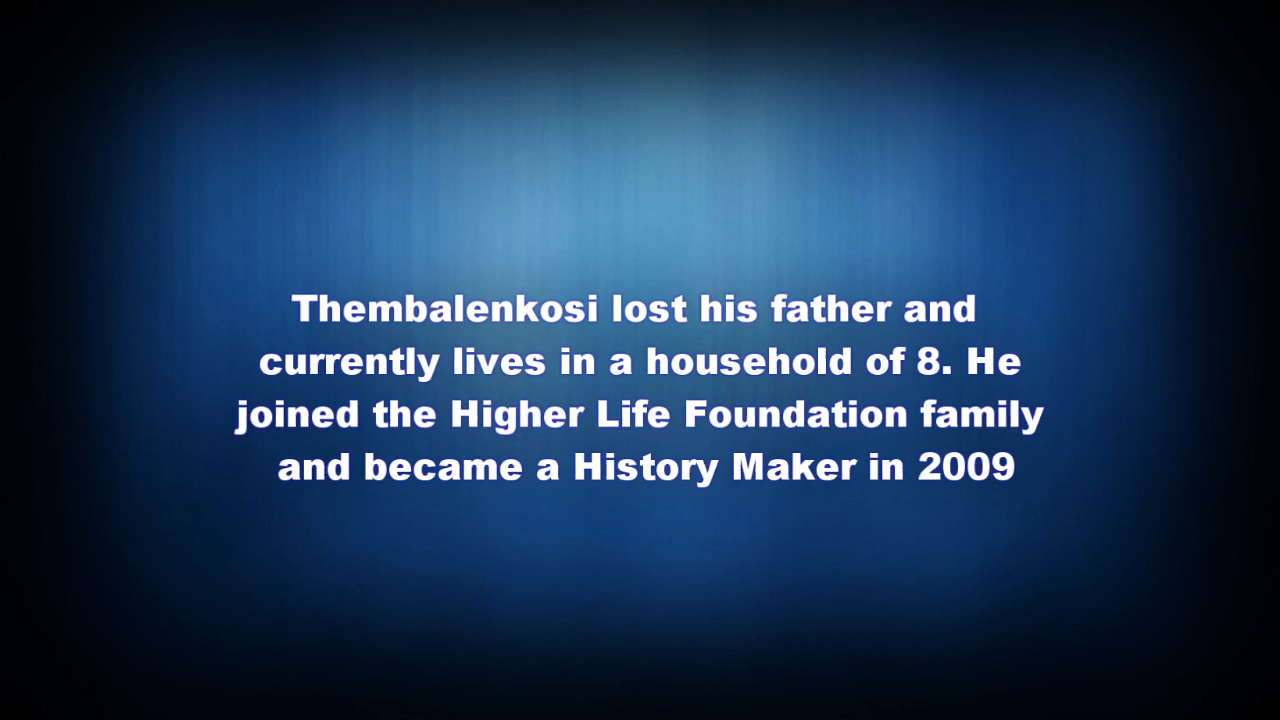 Thembalenkosi lost his father and
currently lives in a household of 8. He
joined the Higher Life Foundation family
and became a History Maker in 2009